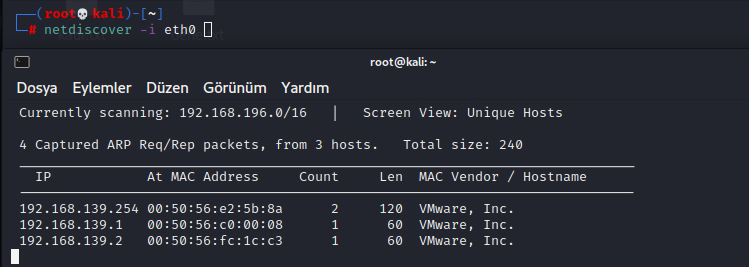 (root💀kali)-[~]
# netdiscover -i eth0
root@kali: ~
Dosya Eylemler Düzen Görünüm Yardım
Currently scanning: 192.168.196.0/16 | Screen View: Unique Hosts
4 Captured ARP Req/Rep packets, from 3 hosts. Total size: 240
IP At MAC Address Count Len MAC Vendor / Hostname
192.168.139.254 00:50:56:e2:5b:8a 2 120 VMware, Inc.
192.168.139.1 00:50:56:c0:00:08 1 60 VMware, Inc.
192.168.139.2 00:50:56:fc:1c:c3 1 60 VMware, Inc.